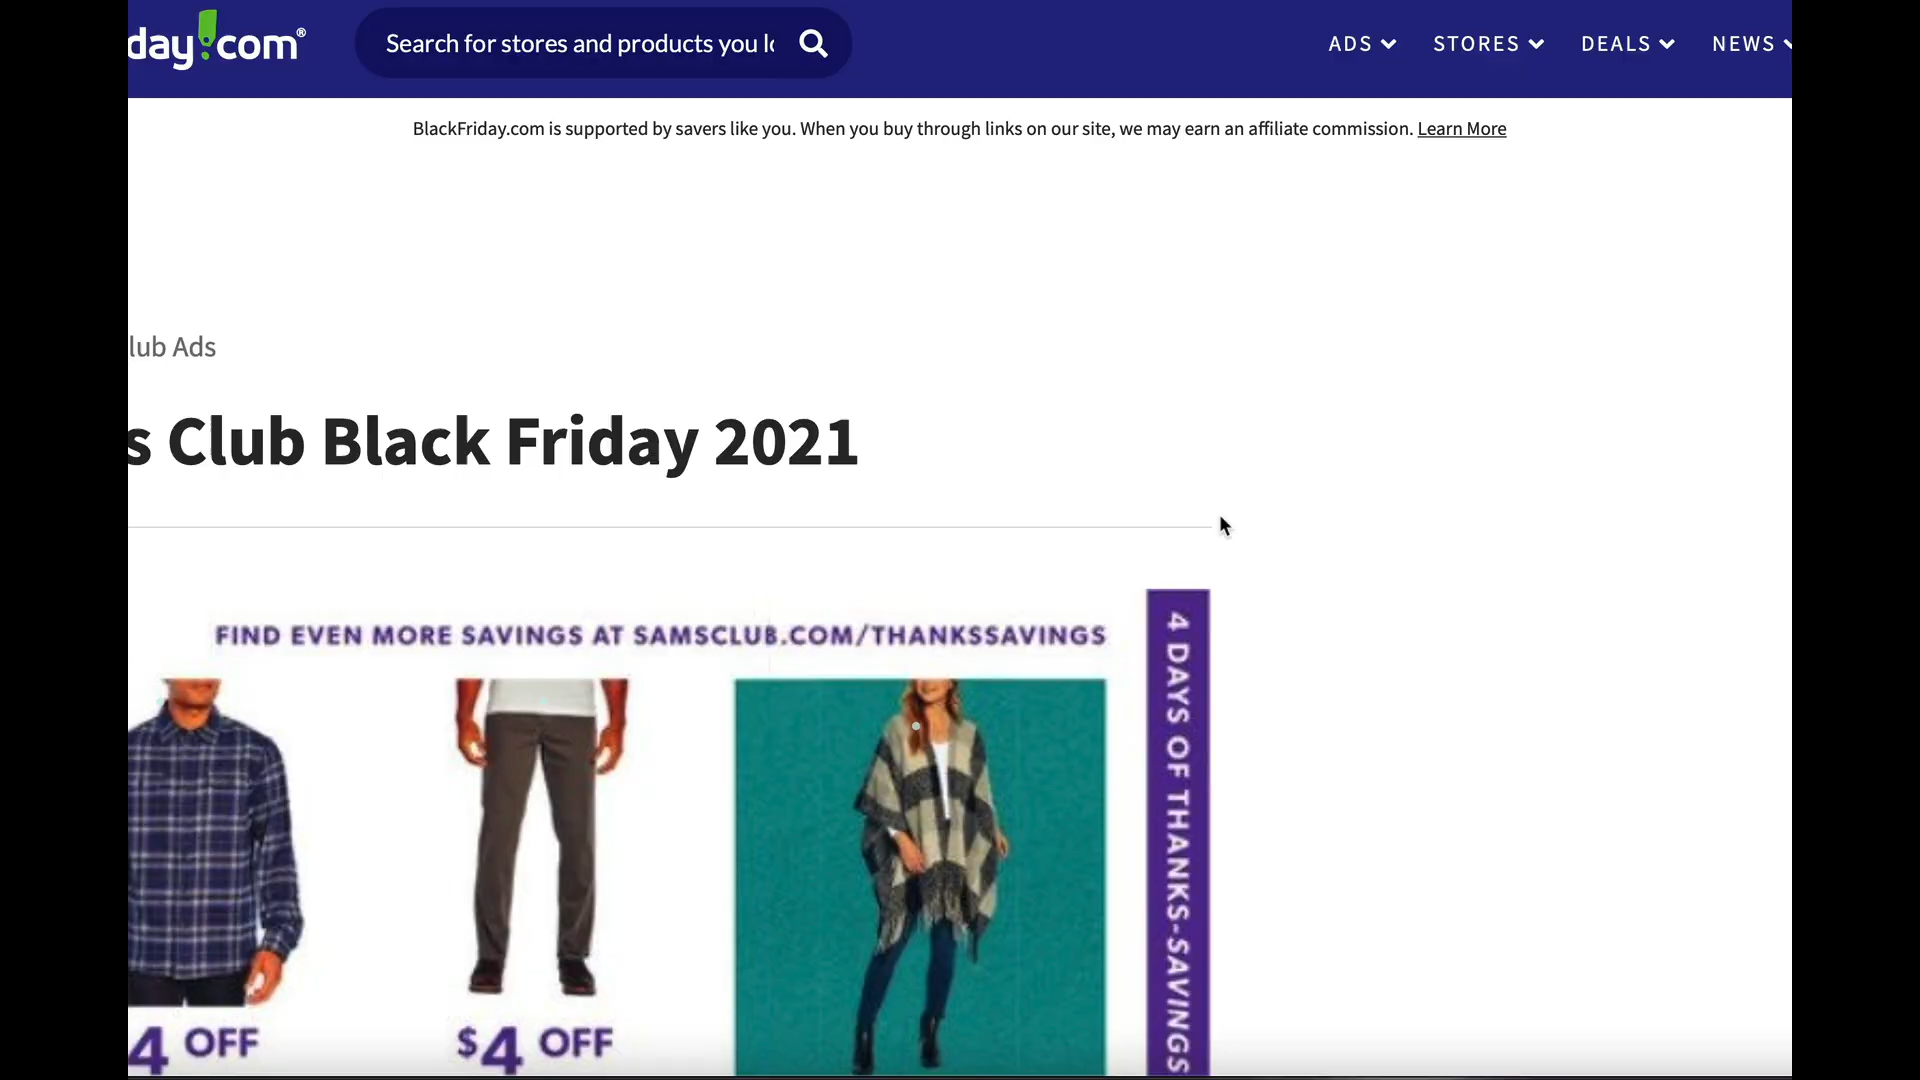 day!com®
Search for stores and products you lo
ADS
STORES
DEALS
NEWS
BlackFriday.com is supported by savers like you. When you buy through links on our site, we may earn an affiliate commission. Learn More
lub Ads
s Club Black Friday 2021
FIND EVEN MORE SAVINGS AT SAMSCLUB.COM/THANKSSAVINGS
4 DAYS OF THANKS-SAVINGS
4 OFF
$4 OFF